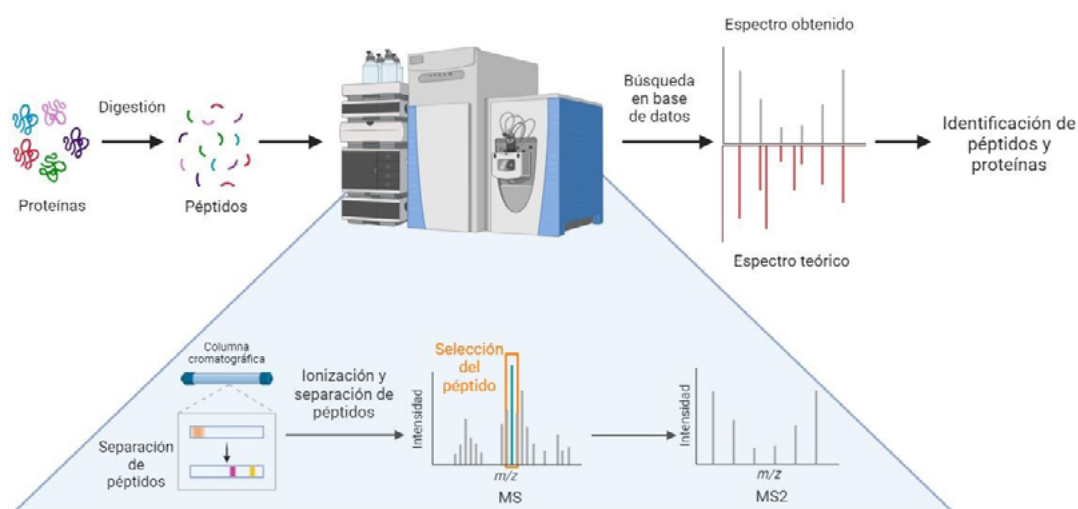 Proteínas
Digestión
Péptidos
Búsqueda
en base
de datos
Espectro obtenido
Espectro teórico
Identificación de
péptidos y
proteínas
Columna
cromatográfica
Separación
de
péptidos
Ionización y
separación de
péptidos
Selección
del
péptido
Intensidad
m/z
MS
Intensidad
m/z
MS2